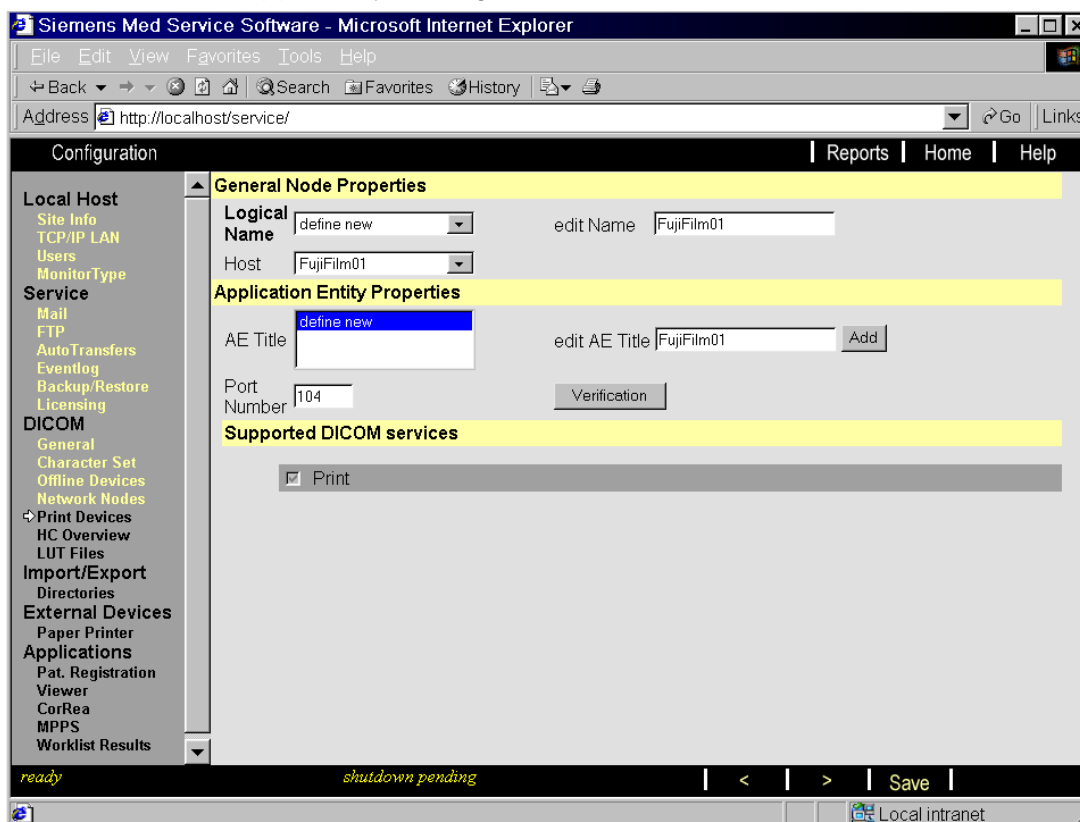 Siemens Med Service Software - Microsoft Internet Explorer
File Edit View Favorites Tools Help
Back Search Favorites History
Address http://localhost/service/ Go Links
Configuration Reports Home Help
Local Host
Site Info
TCP/IP LAN
Users
MonitorType
Service
Mail
FTP
AutoTransfers
Eventlog
Backup/Restore
Licensing
DICOM
General
Character Set
Offline Devices
Network Nodes
Print Devices
HC Overview
LUT Files
Import/Export
Directories
External Devices
Paper Printer
Applications
Pat. Registration
Viewer
CorRea
MPPS
Worklist Results
General Node Properties
Logical Name define new edit Name FujiFilm01
Host FujiFilm01
Application Entity Properties
AE Title define new edit AE Title FujiFilm01 Add
Port Number 104 Verification
Supported DICOM services
Print
ready shutdown pending < > Save
Local intranet